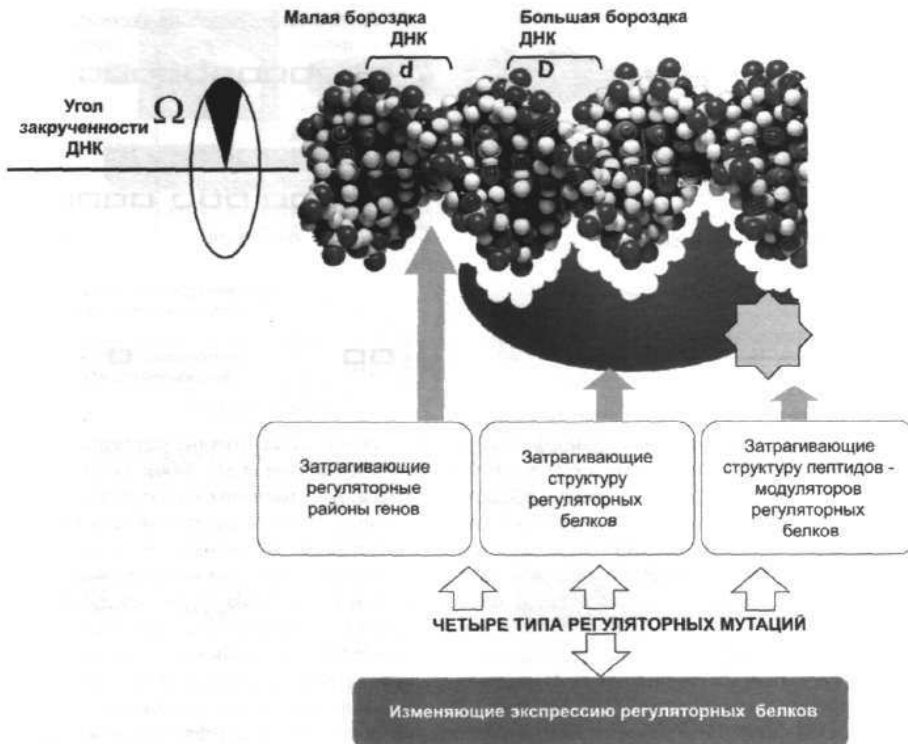 Малая бороздка
ДНК
d
Большая бороздка
ДНК
D
Угол
закрученности
ДНК
Ω
Затрагивающие
регуляторные
районы генов
Затрагивающие
структуру
регуляторных
белков
Затрагивающие
структуру пептидов -
модуляторов
регуляторных
белков
ЧЕТЫРЕ ТИПА РЕГУЛЯТОРНЫХ МУТАЦИЙ
Изменяющие экспрессию регуляторных белков